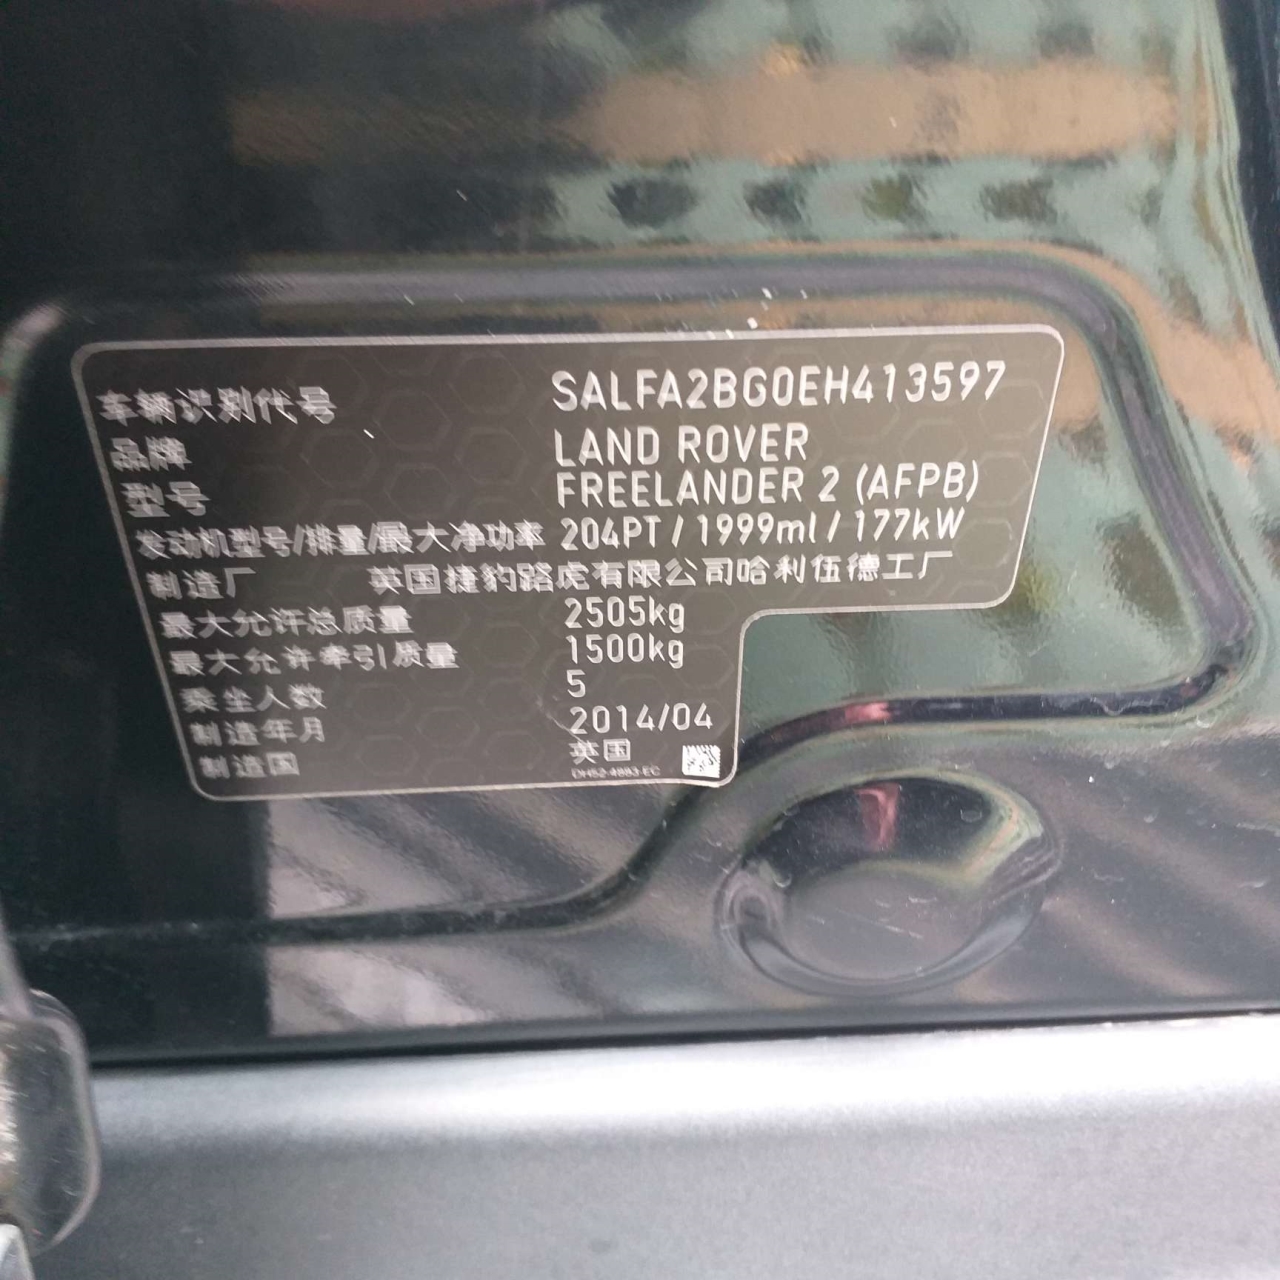 车辆识别代号 SALFA2BG0EH413597
品牌 LAND ROVER
型号 FREELANDER 2 (AFPB)
发动机型号/排量/最大净功率 204PT / 1999ml / 177kW
制造厂 英国捷豹路虎有限公司哈利伍德工厂
最大允许总质量 2505kg
最大允许牵引质量 1500kg
乘坐人数 5
制造年月 2014/04
制造国 英国
DH52-4983-EC